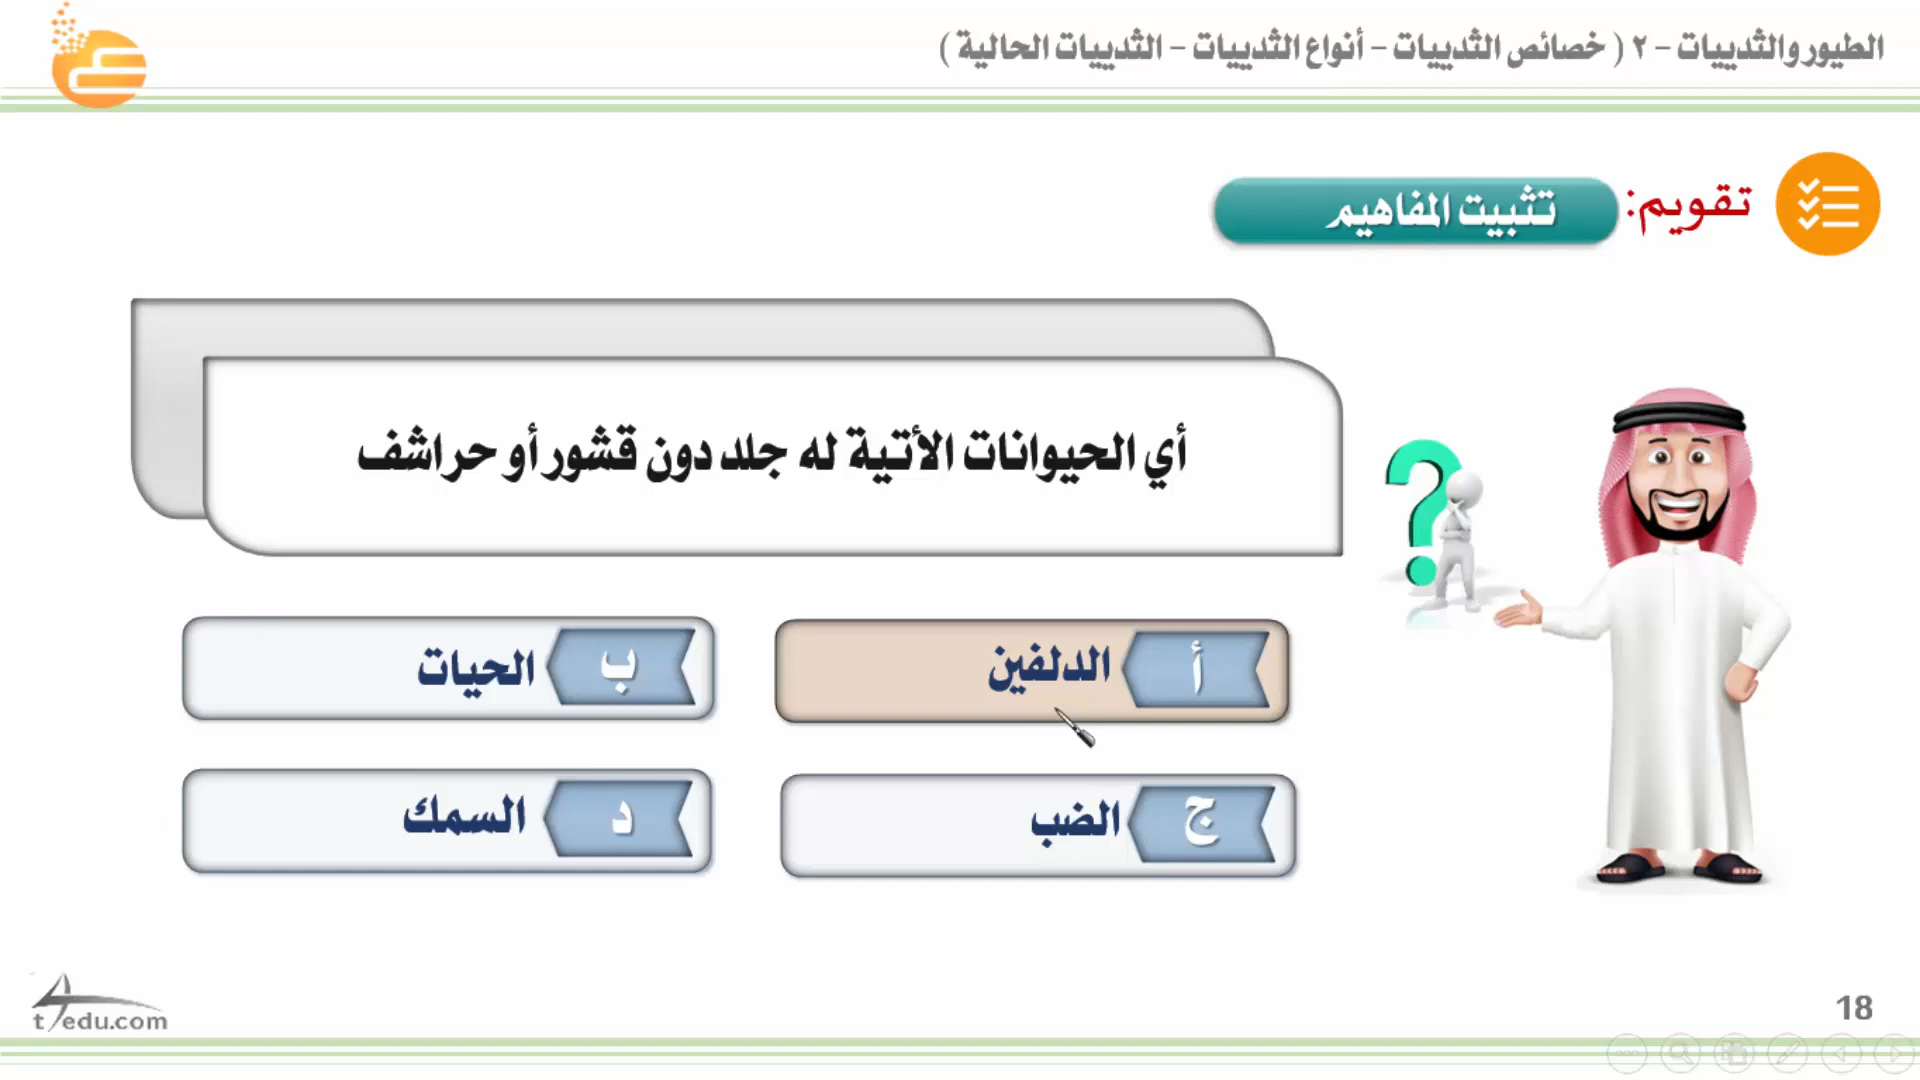 الطيور والثدييات - ٢ ( خصائص الثدييات - أنواع الثدييات - الثدييات الحالية )
تقويم: تثبيت المفاهيم
أي الحيوانات الأتية له جلد دون قشور أو حراشف
أ الدلفين
ب الحيات
ج الضب
د السمك
t4edu.com
18